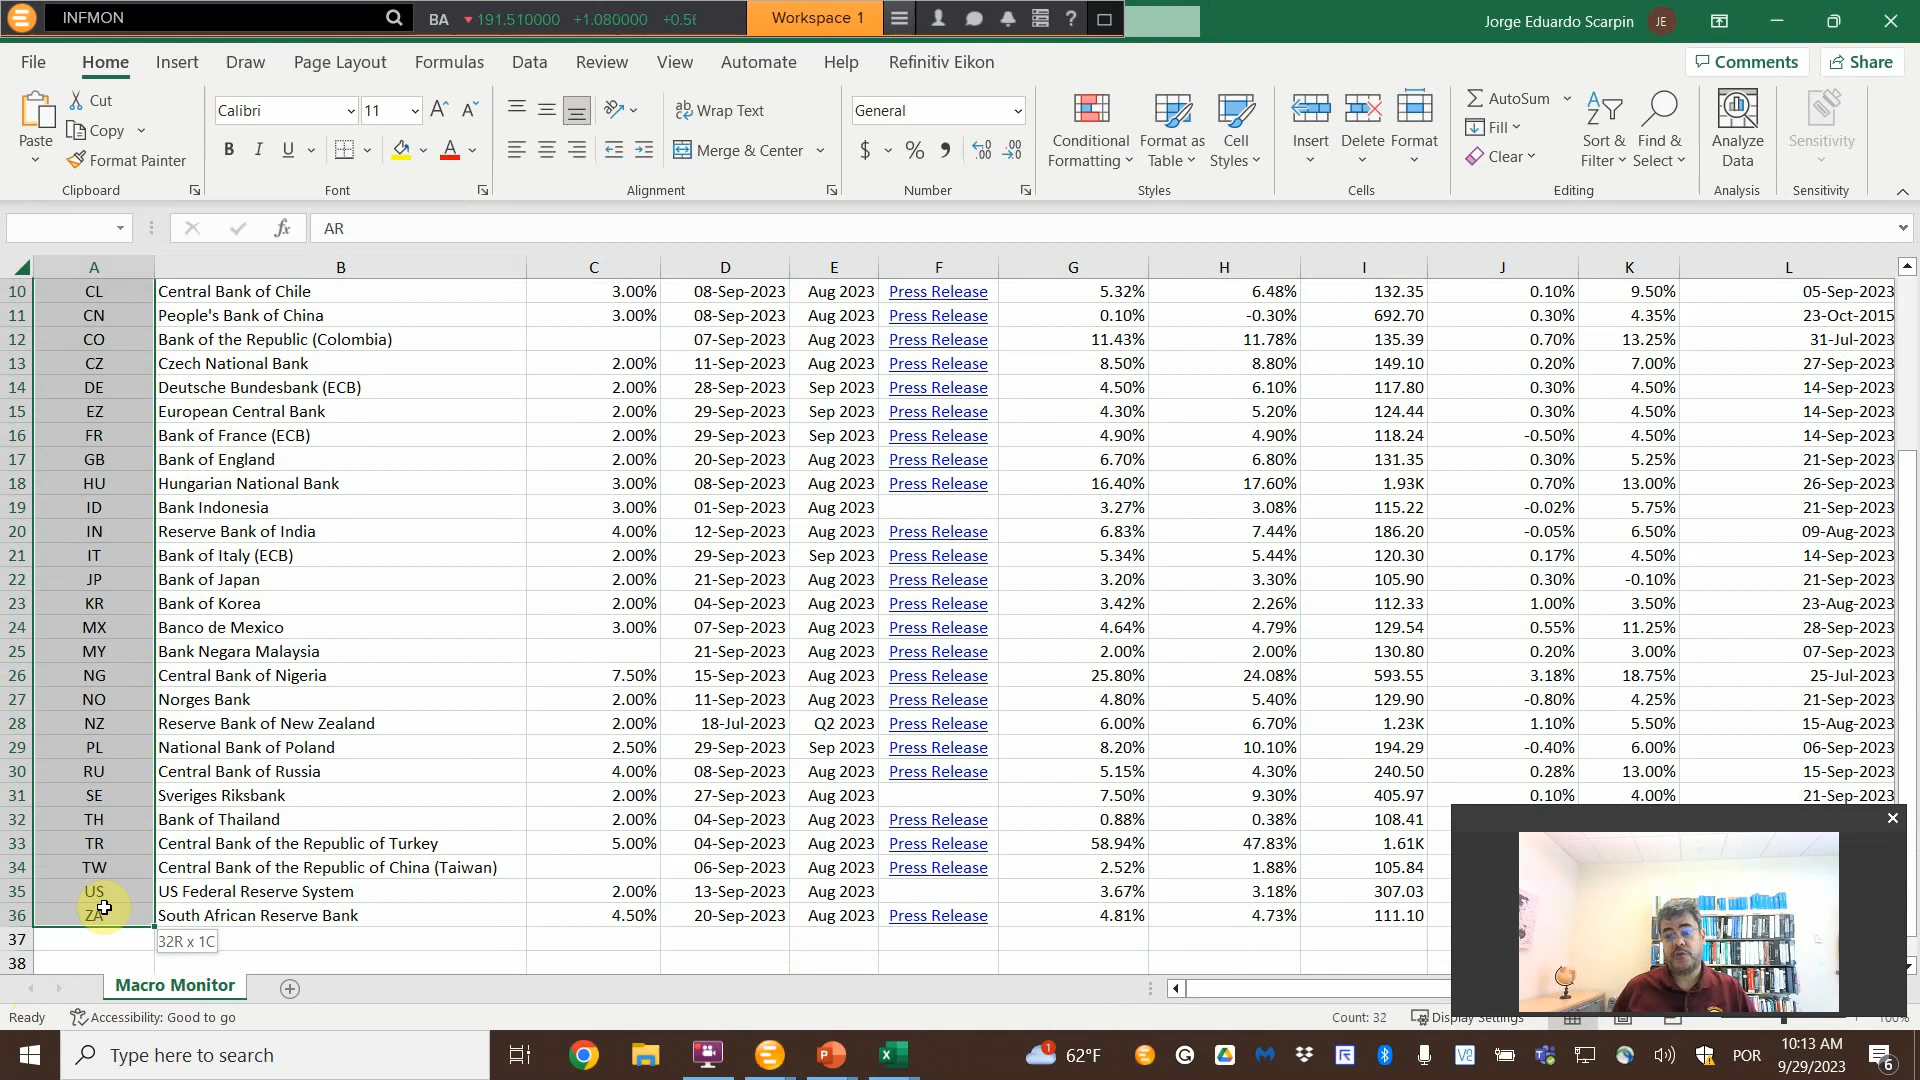 INFMON BA 191.510000 +1.080000 Workspace 1 ? Jorge Eduardo Scarpin JE
File Home Insert Draw Page Layout Formulas Data Review View Automate Help Refinitiv Eikon Comments Share
Paste Cut Copy Format Painter Clipboard
Calibri 11 B I U Font
Wrap Text Merge & Center Alignment
General $ % Number
Conditional Formatting Format as Table Cell Styles Styles
Insert Delete Format Cells
AutoSum Fill Clear Sort & Filter Find & Select Editing
Analyze Data Analysis
Sensitivity Sensitivity
fx AR
A B C D E F G H I J K L
10 CL Central Bank of Chile 3.00% 08-Sep-2023 Aug 2023 Press Release 5.32% 6.48% 132.35 0.10% 9.50% 05-Sep-2023
11 CN People's Bank of China 3.00% 08-Sep-2023 Aug 2023 Press Release 0.10% -0.30% 692.70 0.30% 4.35% 23-Oct-2015
12 CO Bank of the Republic (Colombia) 07-Sep-2023 Aug 2023 Press Release 11.43% 11.78% 135.39 0.70% 13.25% 31-Jul-2023
13 CZ Czech National Bank 2.00% 11-Sep-2023 Aug 2023 Press Release 8.50% 8.80% 149.10 0.20% 7.00% 27-Sep-2023
14 DE Deutsche Bundesbank (ECB) 2.00% 28-Sep-2023 Sep 2023 Press Release 4.50% 6.10% 117.80 0.30% 4.50% 14-Sep-2023
15 EZ European Central Bank 2.00% 29-Sep-2023 Sep 2023 Press Release 4.30% 5.20% 124.44 0.30% 4.50% 14-Sep-2023
16 FR Bank of France (ECB) 2.00% 29-Sep-2023 Sep 2023 Press Release 4.90% 4.90% 118.24 -0.50% 4.50% 14-Sep-2023
17 GB Bank of England 2.00% 20-Sep-2023 Aug 2023 Press Release 6.70% 6.80% 131.35 0.30% 5.25% 21-Sep-2023
18 HU Hungarian National Bank 3.00% 08-Sep-2023 Aug 2023 Press Release 16.40% 17.60% 1.93K 0.70% 13.00% 26-Sep-2023
19 ID Bank Indonesia 3.00% 01-Sep-2023 Aug 2023 3.27% 3.08% 115.22 -0.02% 5.75% 21-Sep-2023
20 IN Reserve Bank of India 4.00% 12-Sep-2023 Aug 2023 Press Release 6.83% 7.44% 186.20 -0.05% 6.50% 09-Aug-2023
21 IT Bank of Italy (ECB) 2.00% 29-Sep-2023 Sep 2023 Press Release 5.34% 5.44% 120.30 0.17% 4.50% 14-Sep-2023
22 JP Bank of Japan 2.00% 21-Sep-2023 Aug 2023 Press Release 3.20% 3.30% 105.90 0.30% -0.10% 21-Sep-2023
23 KR Bank of Korea 2.00% 04-Sep-2023 Aug 2023 Press Release 3.42% 2.26% 112.33 1.00% 3.50% 23-Aug-2023
24 MX Banco de Mexico 3.00% 07-Sep-2023 Aug 2023 Press Release 4.64% 4.79% 129.54 0.55% 11.25% 28-Sep-2023
25 MY Bank Negara Malaysia 21-Sep-2023 Aug 2023 Press Release 2.00% 2.00% 130.80 0.20% 3.00% 07-Sep-2023
26 NG Central Bank of Nigeria 7.50% 15-Sep-2023 Aug 2023 Press Release 25.80% 24.08% 593.55 3.18% 18.75% 25-Jul-2023
27 NO Norges Bank 2.00% 11-Sep-2023 Aug 2023 Press Release 4.80% 5.40% 129.90 -0.80% 4.25% 21-Sep-2023
28 NZ Reserve Bank of New Zealand 2.00% 18-Jul-2023 Q2 2023 Press Release 6.00% 6.70% 1.23K 1.10% 5.50% 15-Aug-2023
29 PL National Bank of Poland 2.50% 29-Sep-2023 Sep 2023 Press Release 8.20% 10.10% 194.29 -0.40% 6.00% 06-Sep-2023
30 RU Central Bank of Russia 4.00% 08-Sep-2023 Aug 2023 Press Release 5.15% 4.30% 240.50 0.28% 13.00% 15-Sep-2023
31 SE Sveriges Riksbank 2.00% 27-Sep-2023 Aug 2023 7.50% 9.30% 405.97 0.10% 4.00% 21-Sep-2023
32 TH Bank of Thailand 2.00% 04-Sep-2023 Aug 2023 Press Release 0.88% 0.38% 108.41
33 TR Central Bank of the Republic of Turkey 5.00% 04-Sep-2023 Aug 2023 Press Release 58.94% 47.83% 1.61K
34 TW Central Bank of the Republic of China (Taiwan) 06-Sep-2023 Aug 2023 Press Release 2.52% 1.88% 105.84
35 US US Federal Reserve System 2.00% 13-Sep-2023 Aug 2023 3.67% 3.18% 307.03
36 ZA South African Reserve Bank 4.50% 20-Sep-2023 Aug 2023 Press Release 4.81% 4.73% 111.10
37 32R x 1C
38
Macro Monitor
Ready Accessibility: Good to go Count: 32 Display Settings 100%
Type here to search 62°F POR 10:13 AM
9/29/2023 6